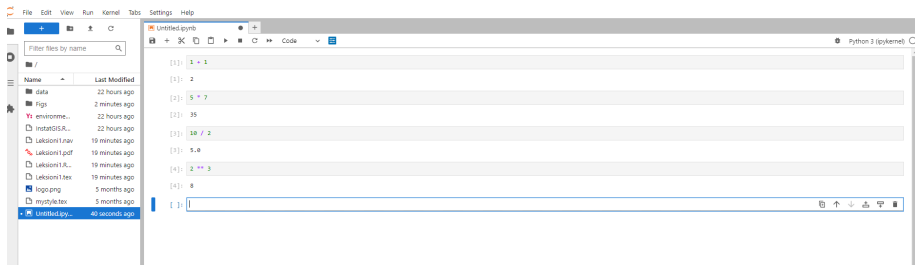 File Edit View Run Kernel Tabs Settings Help
Filter files by name
/
Name Last Modified
data 22 hours ago
Figs 2 minutes ago
environme... 22 hours ago
InstatGIS.R... 22 hours ago
Leksioni1.nav 19 minutes ago
Leksioni1.pdf 19 minutes ago
Leksioni1.R... 19 minutes ago
Leksioni1.tex 19 minutes ago
logo.png 5 months ago
mystyle.tex 5 months ago
Untitled.ipy... 40 seconds ago
Untitled.ipynb
Code Python 3 (ipykernel)
[1]: 1 + 1
[1]: 2
[2]: 5 * 7
[2]: 35
[3]: 10 / 2
[3]: 5.0
[4]: 2 ** 3
[4]: 8
[ ]: